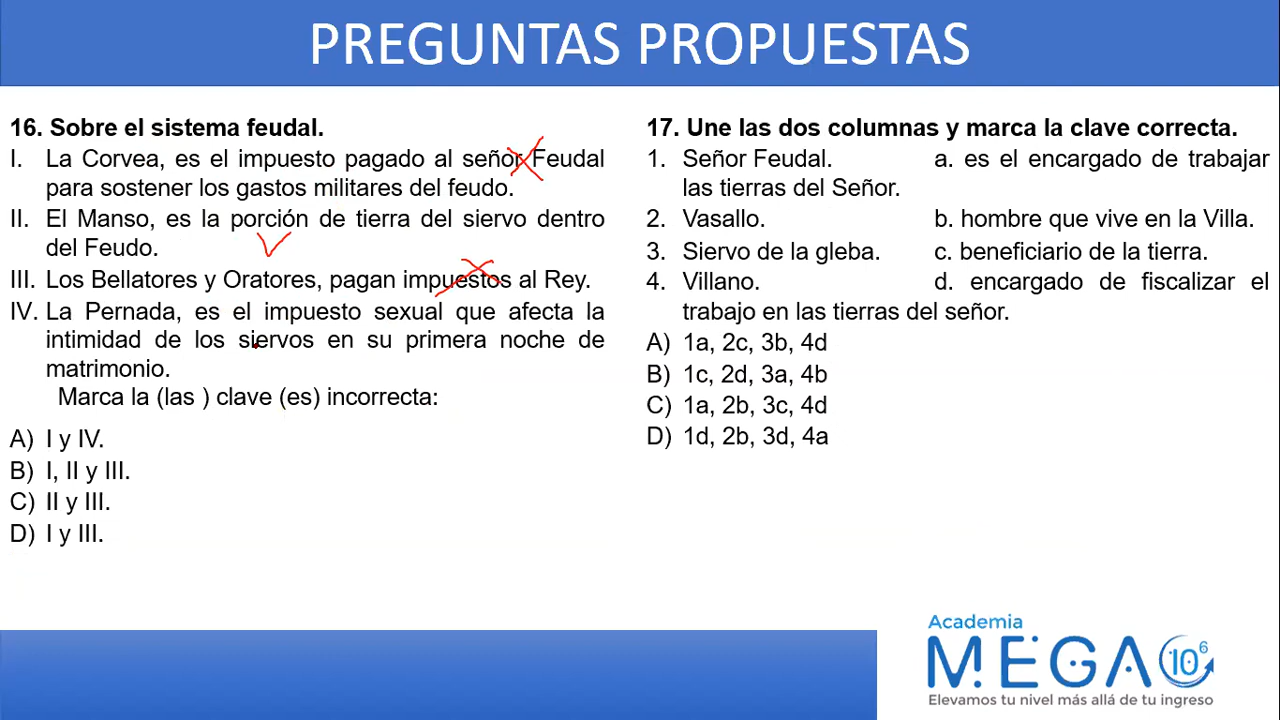 PREGUNTAS PROPUESTAS
16. Sobre el sistema feudal.
I. La Corvea, es el impuesto pagado al señor Feudal
para sostener los gastos militares del feudo.
II. El Manso, es la porción de tierra del siervo dentro
del Feudo.
III. Los Bellatores y Oratores, pagan impuestos al Rey.
IV. La Pernada, es el impuesto sexual que afecta la
intimidad de los siervos en su primera noche de
matrimonio.
Marca la (las ) clave (es) incorrecta:
A) I y IV.
B) I, II y III.
C) II y III.
D) I y III.
17. Une las dos columnas y marca la clave correcta.
1. Señor Feudal. a. es el encargado de trabajar
las tierras del Señor.
2. Vasallo. b. hombre que vive en la Villa.
3. Siervo de la gleba. c. beneficiario de la tierra.
4. Villano. d. encargado de fiscalizar el
trabajo en las tierras del señor.
A) 1a, 2c, 3b, 4d
B) 1c, 2d, 3a, 4b
C) 1a, 2b, 3c, 4d
D) 1d, 2b, 3d, 4a
Academia
MEGA 10⁶
Elevamos tu nivel más allá de tu ingreso